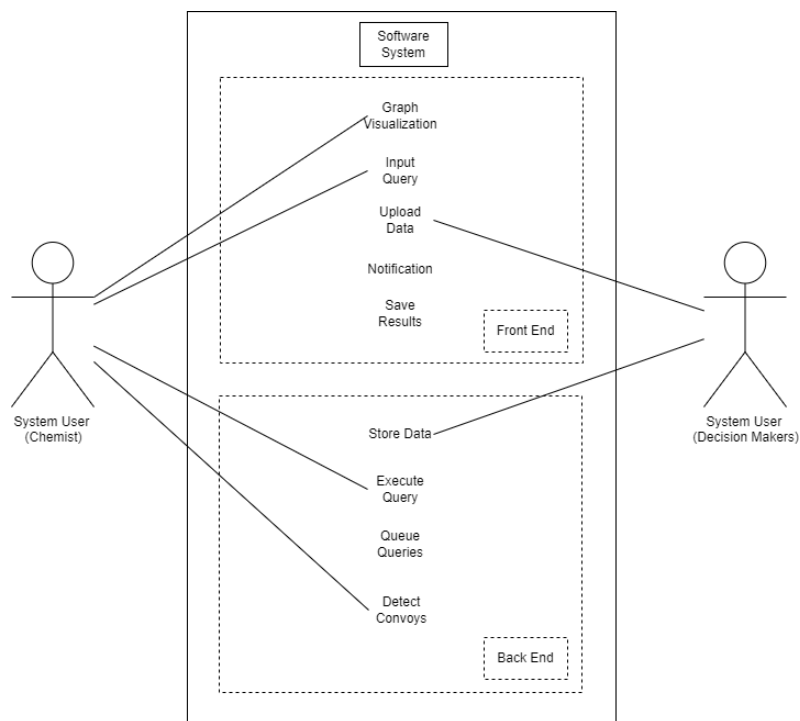 Software
System
Graph
Visualization
Input
Query
Upload
Data
Notification
Save
Results
Front End
System User
(Chemist)
System User
(Decision Makers)
Store Data
Execute
Query
Queue
Queries
Detect
Convoys
Back End